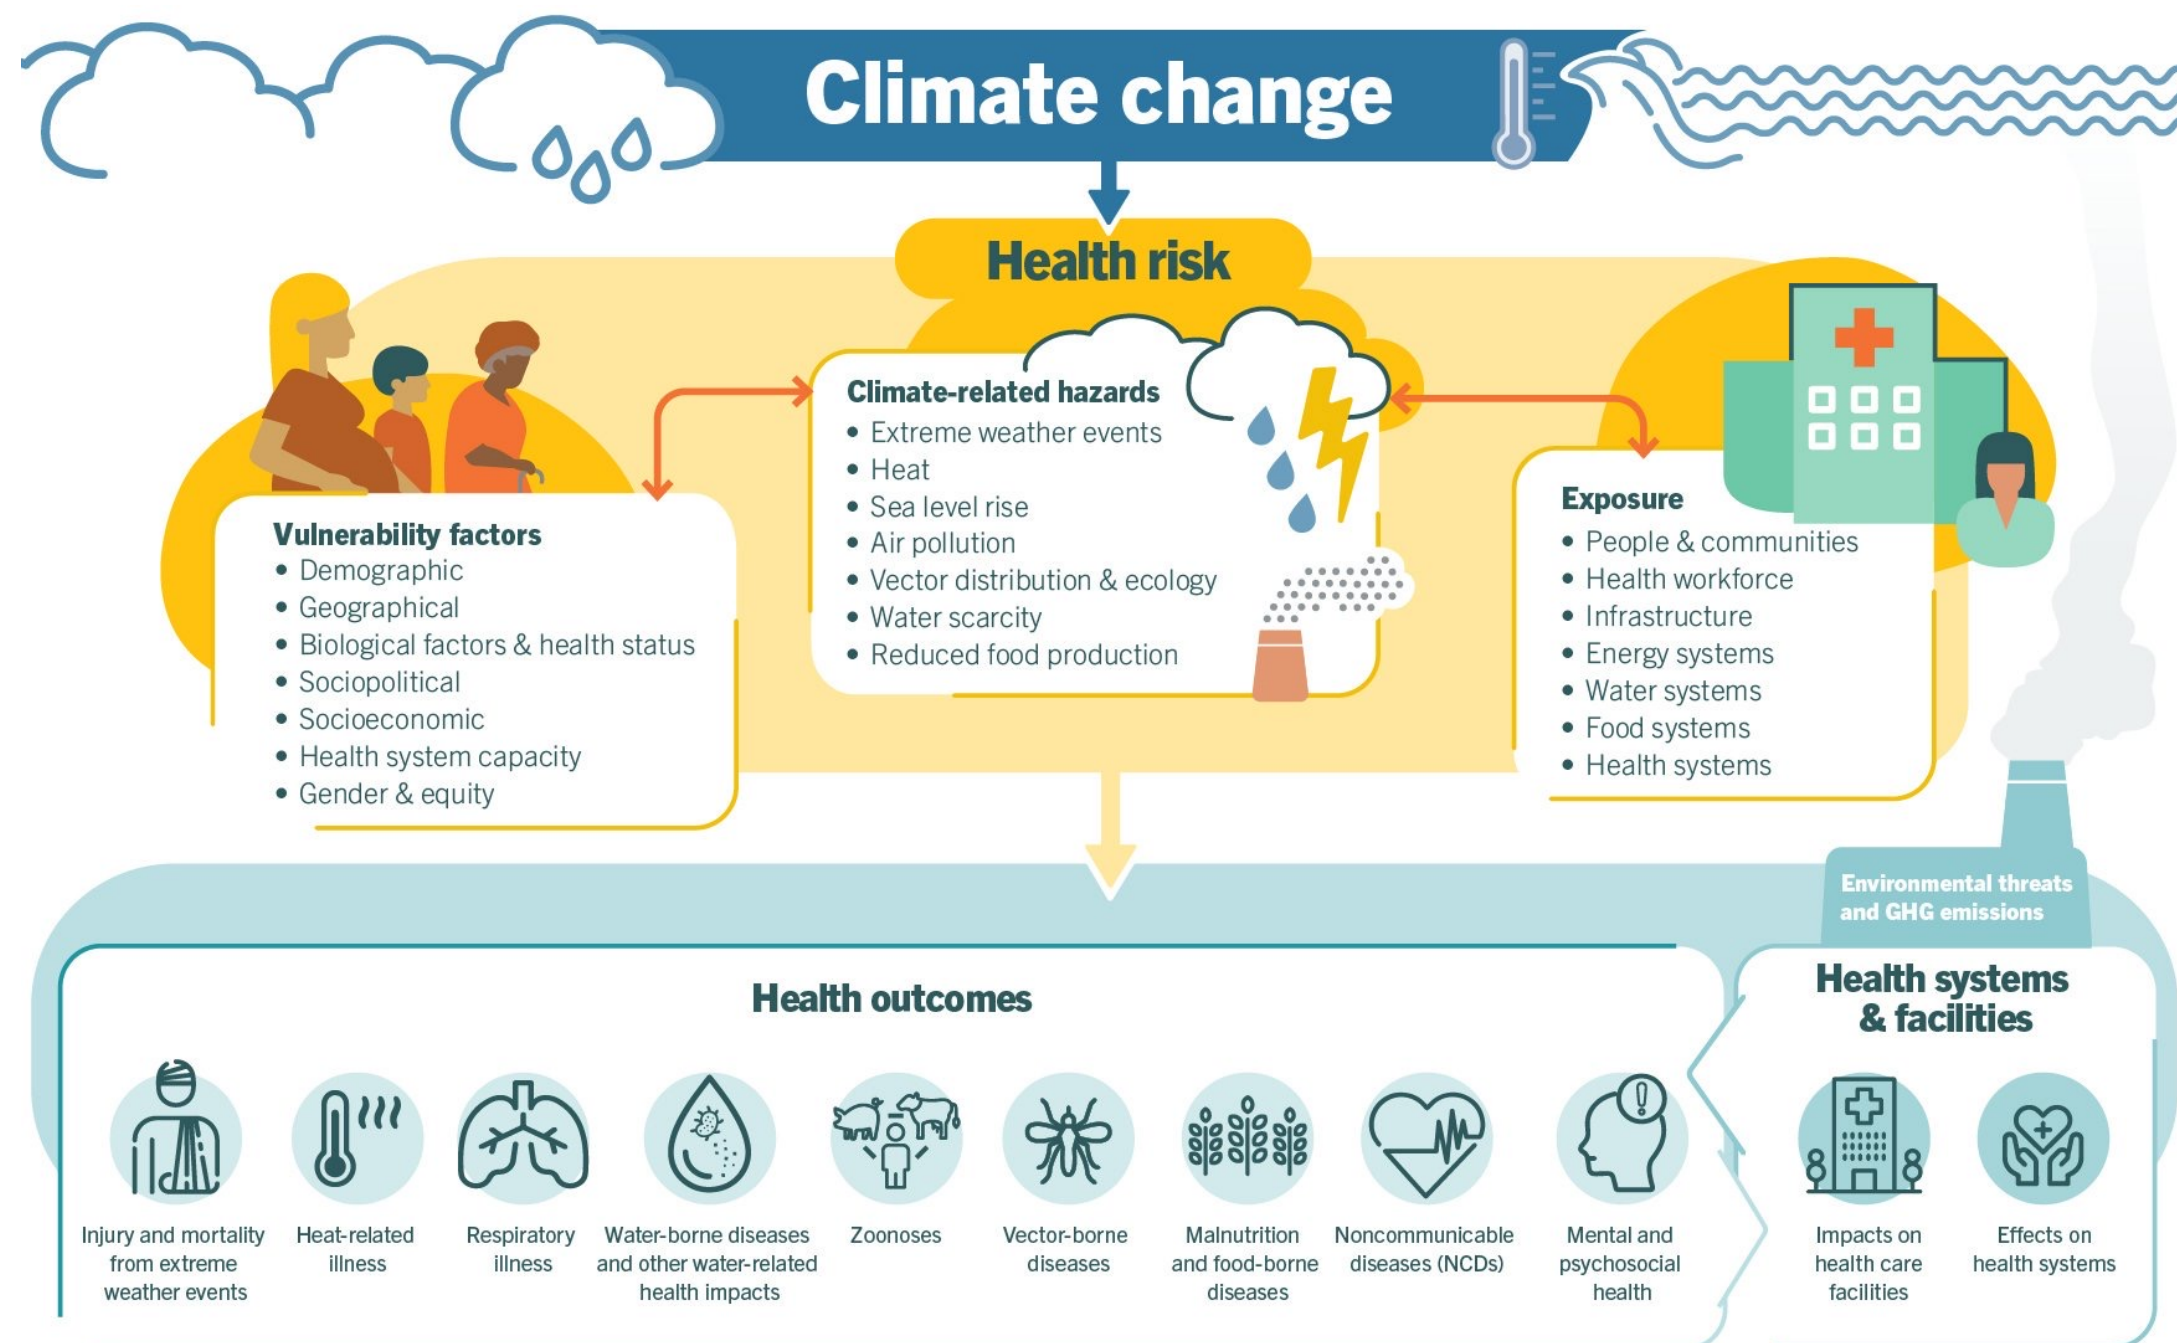 Climate change
Health risk
Vulnerability factors
• Demographic
• Geographical
• Biological factors & health status
• Sociopolitical
• Socioeconomic
• Health system capacity
• Gender & equity
Climate-related hazards
• Extreme weather events
• Heat
• Sea level rise
• Air pollution
• Vector distribution & ecology
• Water scarcity
• Reduced food production
Exposure
• People & communities
• Health workforce
• Infrastructure
• Energy systems
• Water systems
• Food systems
• Health systems
Environmental threats
and GHG emissions
Health outcomes
Injury and mortality
from extreme
weather events
Heat-related
illness
Respiratory
illness
Water-borne diseases
and other water-related
health impacts
Zoonoses
Vector-borne
diseases
Malnutrition
and food-borne
diseases
Noncommunicable
diseases (NCDs)
Mental and
psychosocial
health
Health systems
& facilities
Impacts on
health care
facilities
Effects on
health systems